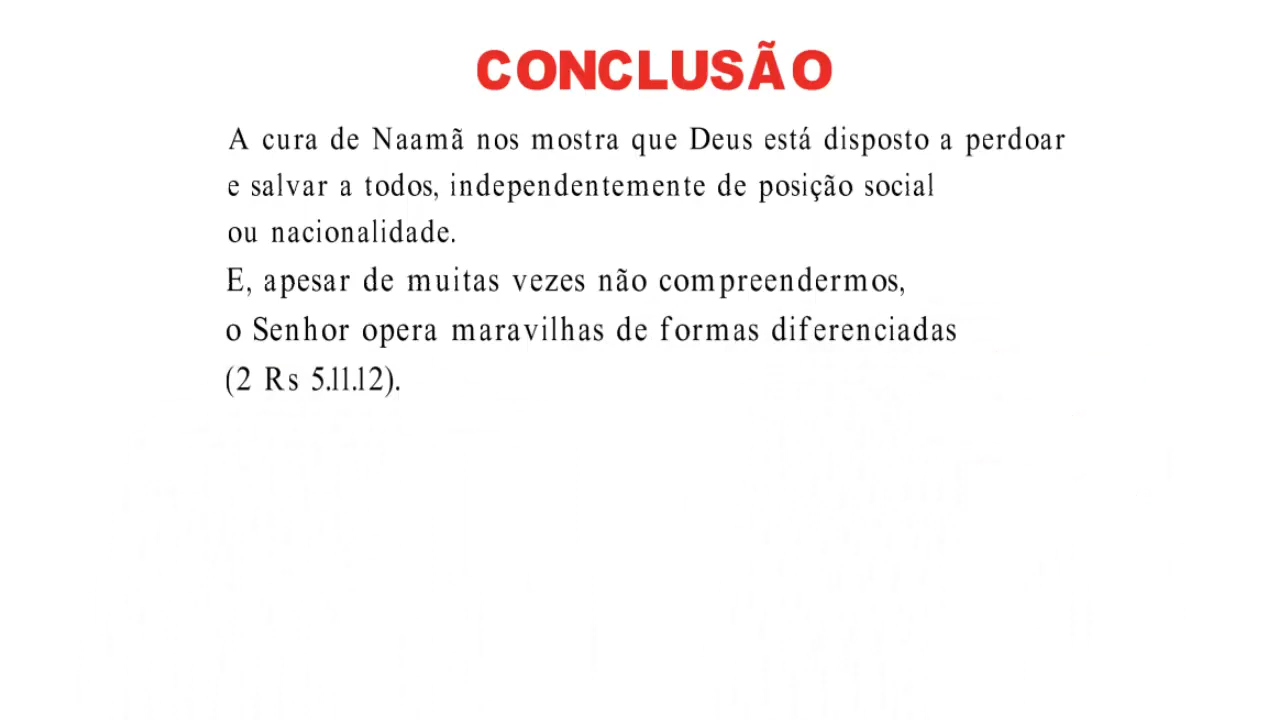 CONCLUSÃO
A cura de Naamã nos mostra que Deus está disposto a perdoar
e salvar a todos, independentemente de posição social
ou nacionalidade.
E, apesar de muitas vezes não compreendermos,
o Senhor opera maravilhas de formas diferenciadas
(2 Rs 5.11.12).